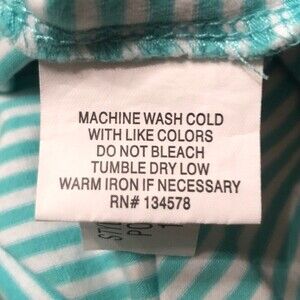 MACHINE WASH COLD
WITH LIKE COLORS
DO NOT BLEACH
TUMBLE DRY LOW
WARM IRON IF NECESSARY
RN# 134578